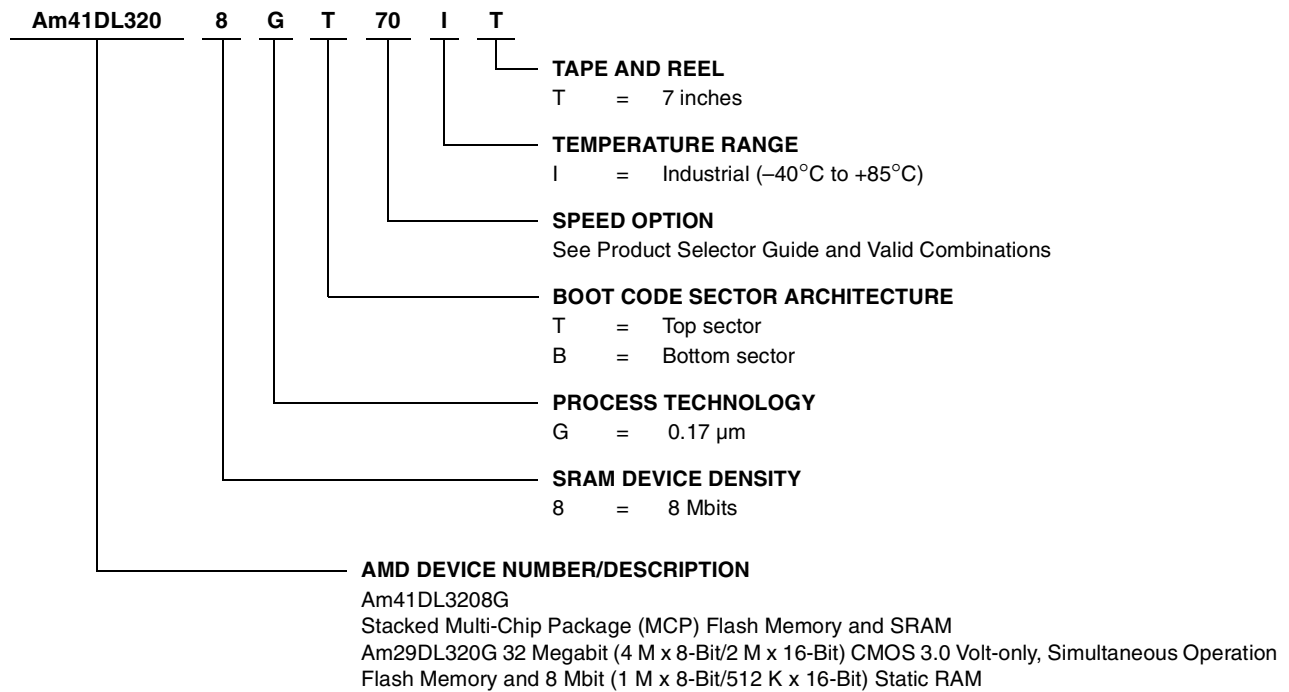 Am41DL320 8 G T 70 I T
TAPE AND REEL
T = 7 inches
TEMPERATURE RANGE
I = Industrial (–40°C to +85°C)
SPEED OPTION
See Product Selector Guide and Valid Combinations
BOOT CODE SECTOR ARCHITECTURE
T = Top sector
B = Bottom sector
PROCESS TECHNOLOGY
G = 0.17 µm
SRAM DEVICE DENSITY
8 = 8 Mbits
AMD DEVICE NUMBER/DESCRIPTION
Am41DL3208G
Stacked Multi-Chip Package (MCP) Flash Memory and SRAM
Am29DL320G 32 Megabit (4 M x 8-Bit/2 M x 16-Bit) CMOS 3.0 Volt-only, Simultaneous Operation
Flash Memory and 8 Mbit (1 M x 8-Bit/512 K x 16-Bit) Static RAM